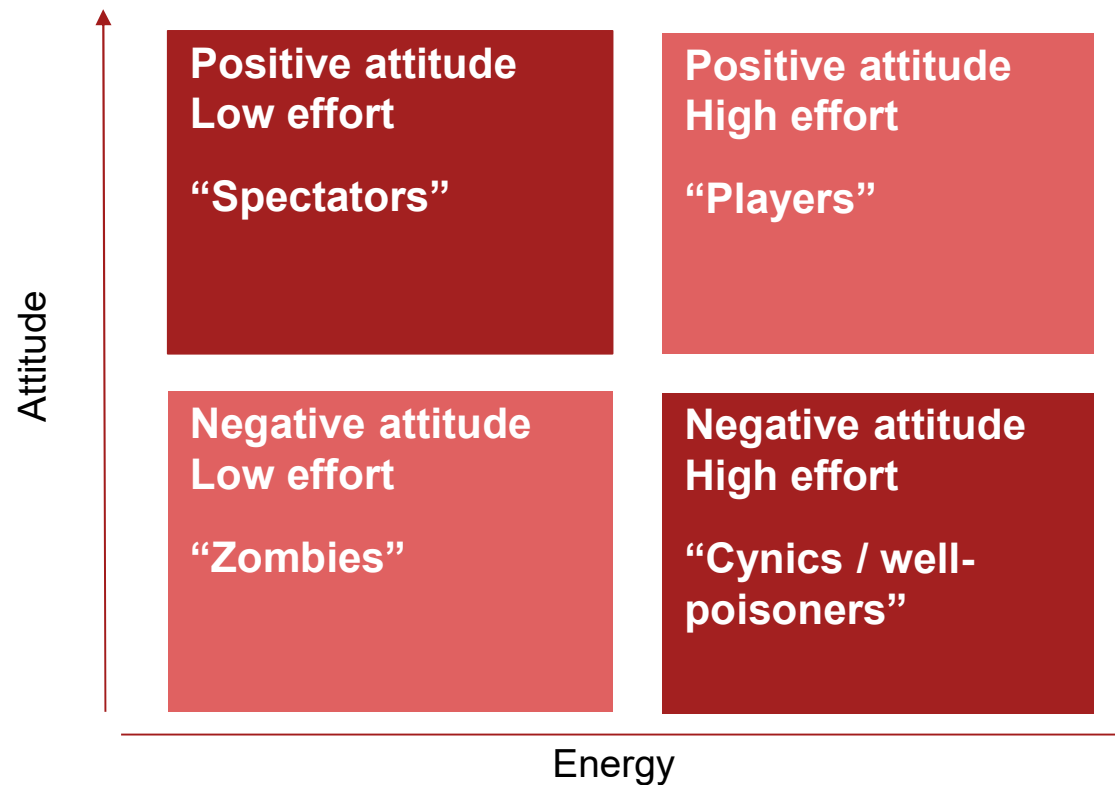 Positive attitude
Low effort
“Spectators”
Positive attitude
High effort
“Players”
Attitude
Negative attitude
Low effort
“Zombies”
Negative attitude
High effort
“Cynics / well-
poisoners”
Energy